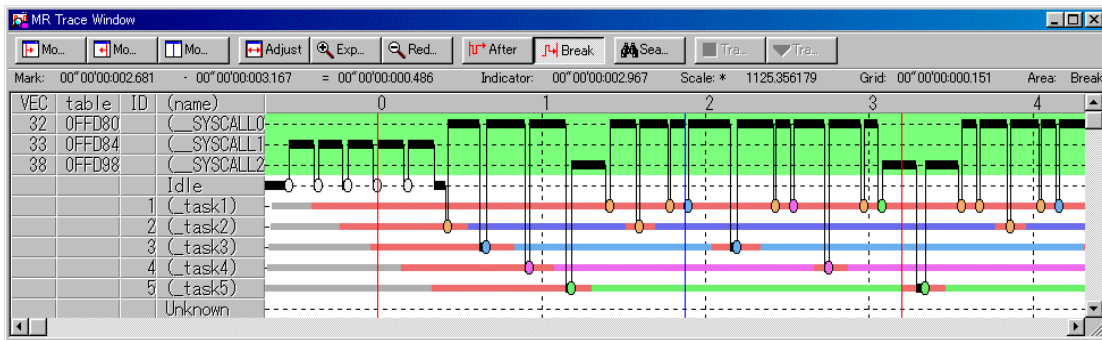 MR Trace Window
Mo... Mo... Mo... Adjust Exp... Red... After Break Sea... Tra... Tra...
Mark: 00"00'00:002.681 - 00"00'00:003.167 = 00"00'00:000.486 Indicator: 00"00'00:002.967 Scale: * 1125.356179 Grid: 00"00'00:000.151 Area: Break
VEC table ID (name) 0 1 2 3 4
32 0FFD80 (__SYSCALL0
33 0FFD84 (__SYSCALL1
38 0FFD98 (__SYSCALL2
Idle
1 (_task1)
2 (_task2)
3 (_task3)
4 (_task4)
5 (_task5)
Unknown